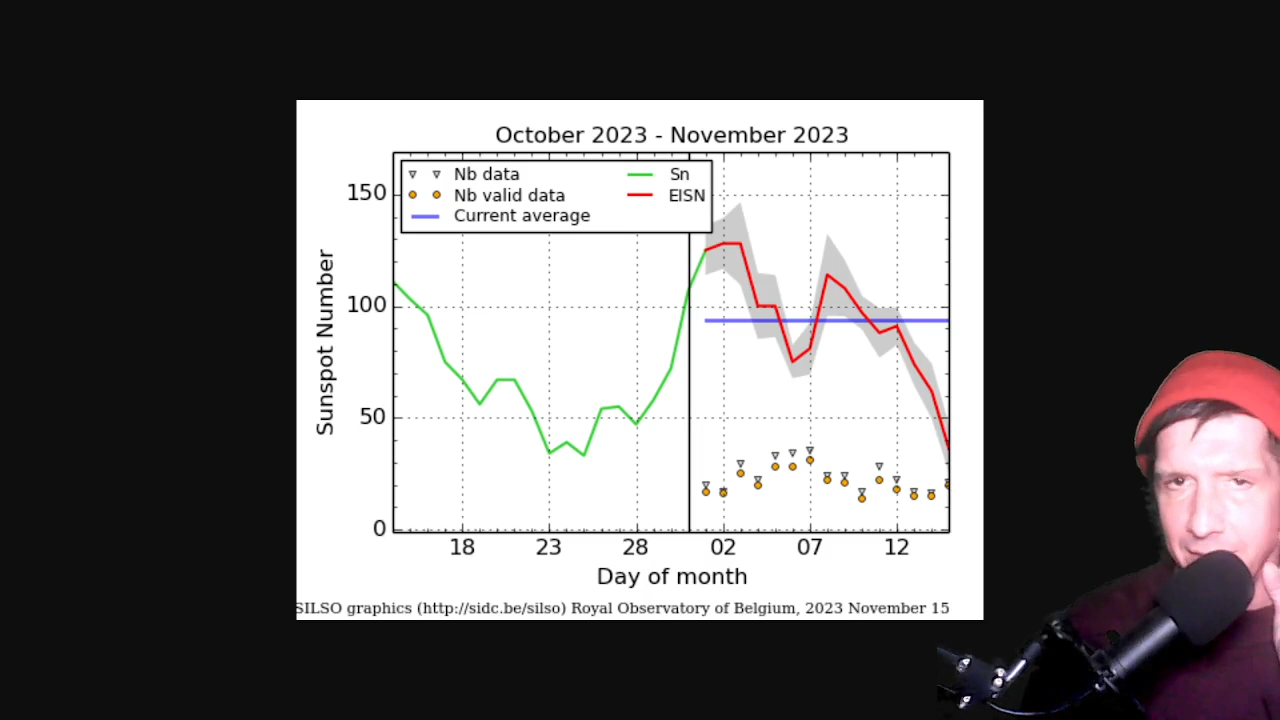 October 2023 - November 2023
Nb data
Nb valid data
Current average
Sn
EISN
Sunspot Number
150
100
50
0
18 23 28 02 07 12
Day of month
SILSO graphics (http://sidc.be/silso) Royal Observatory of Belgium, 2023 November 15